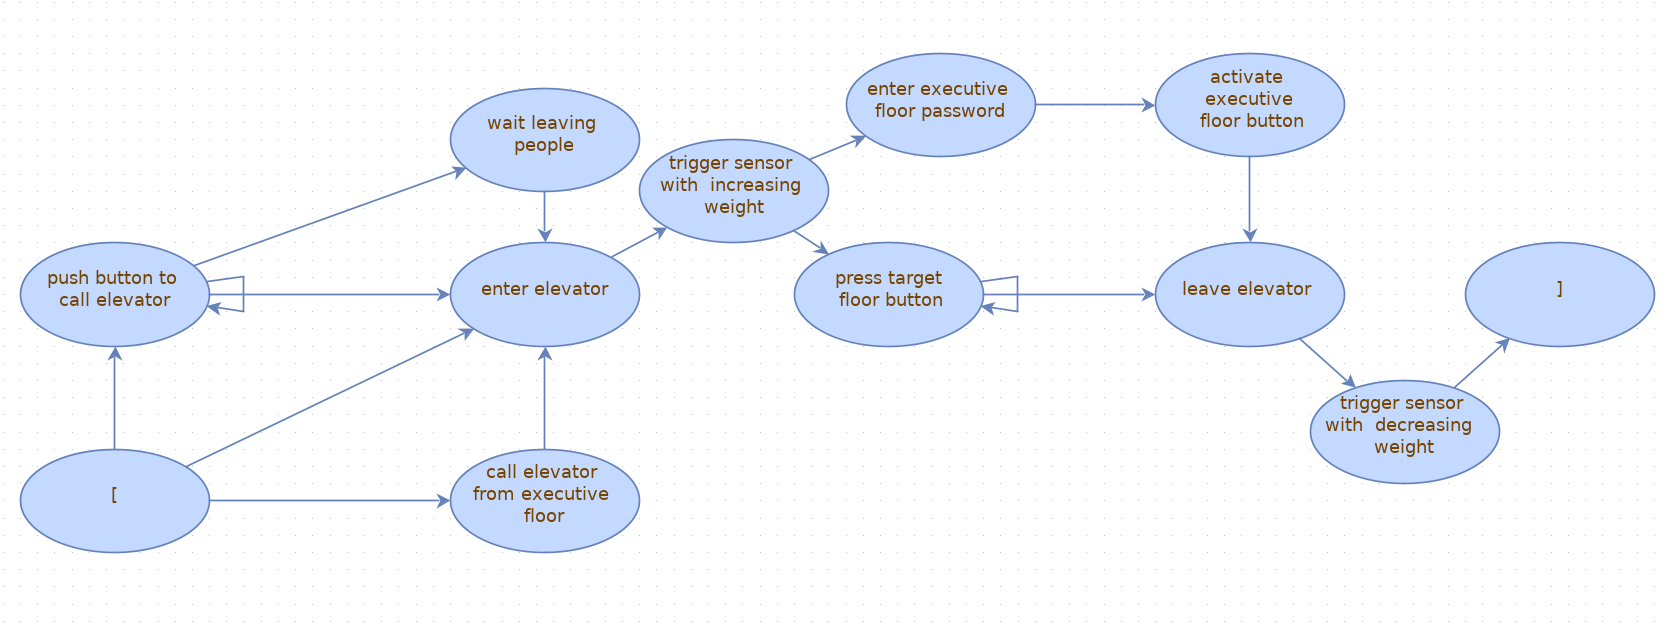 enter executive
floor password
activate
executive
floor button
wait leaving
people
trigger sensor
with  increasing
weight
push button to
call elevator
enter elevator
press target
floor button
leave elevator
]
trigger sensor
with  decreasing
weight
[
call elevator
from executive
floor